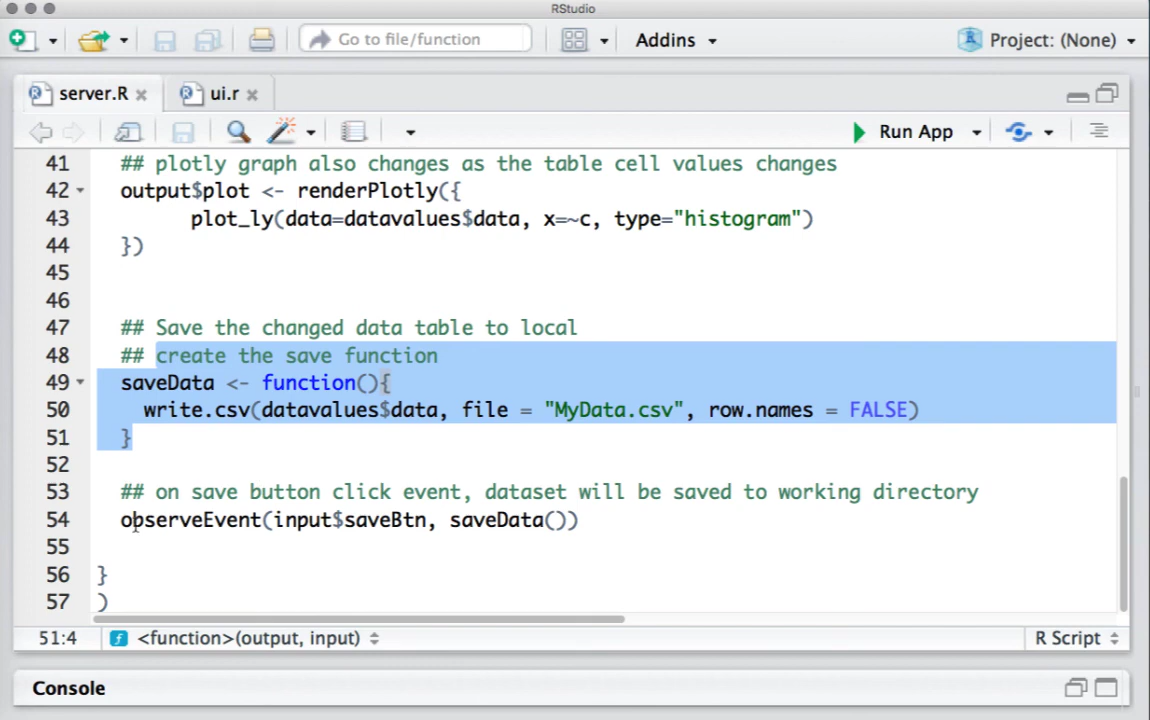 RStudio
Go to file/function
Addins
Project: (None)
server.R
ui.r
Run App
41 ## plotly graph also changes as the table cell values changes
42 output$plot <- renderPlotly({
43 plot_ly(data=datavalues$data, x=~c, type="histogram")
44 })
45
46
47 ## Save the changed data table to local
48 ## create the save function
49 saveData <- function(){
50 write.csv(datavalues$data, file = "MyData.csv", row.names = FALSE)
51 }
52
53 ## on save button click event, dataset will be saved to working directory
54 observeEvent(input$saveBtn, saveData())
55
56 }
57 )
51:4 <function>(output, input) R Script
Console